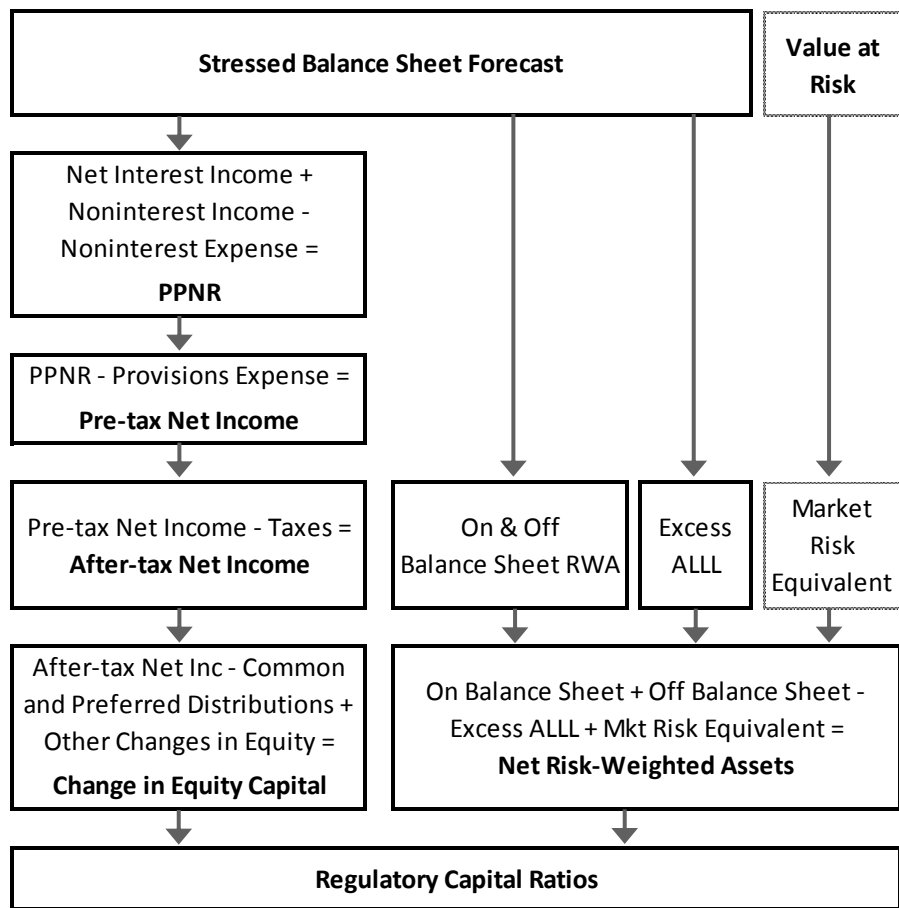 Stressed Balance Sheet Forecast
Value at
Risk
Net Interest Income +
Noninterest Income -
Noninterest Expense =
PPNR
PPNR - Provisions Expense =
Pre-tax Net Income
Pre-tax Net Income - Taxes =
After-tax Net Income
On & Off
Balance Sheet RWA
Excess
ALLL
Market
Risk
Equivalent
After-tax Net Inc - Common
and Preferred Distributions +
Other Changes in Equity =
Change in Equity Capital
On Balance Sheet + Off Balance Sheet -
Excess ALLL + Mkt Risk Equivalent =
Net Risk-Weighted Assets
Regulatory Capital Ratios